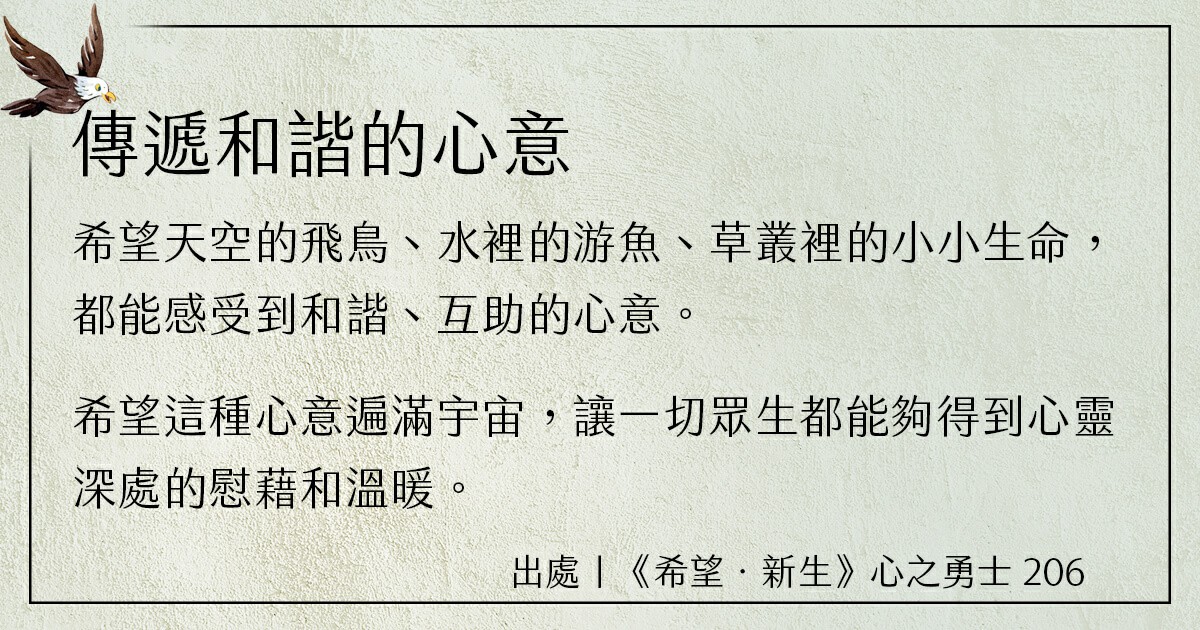 傳遞和諧的心意
希望天空的飛鳥、水裡的游魚、草叢裡的小小生命，
都能感受到和諧、互助的心意。
希望這種心意遍滿宇宙，讓一切眾生都能夠得到心靈
深處的慰藉和溫暖。
出處｜《希望．新生》心之勇士 206